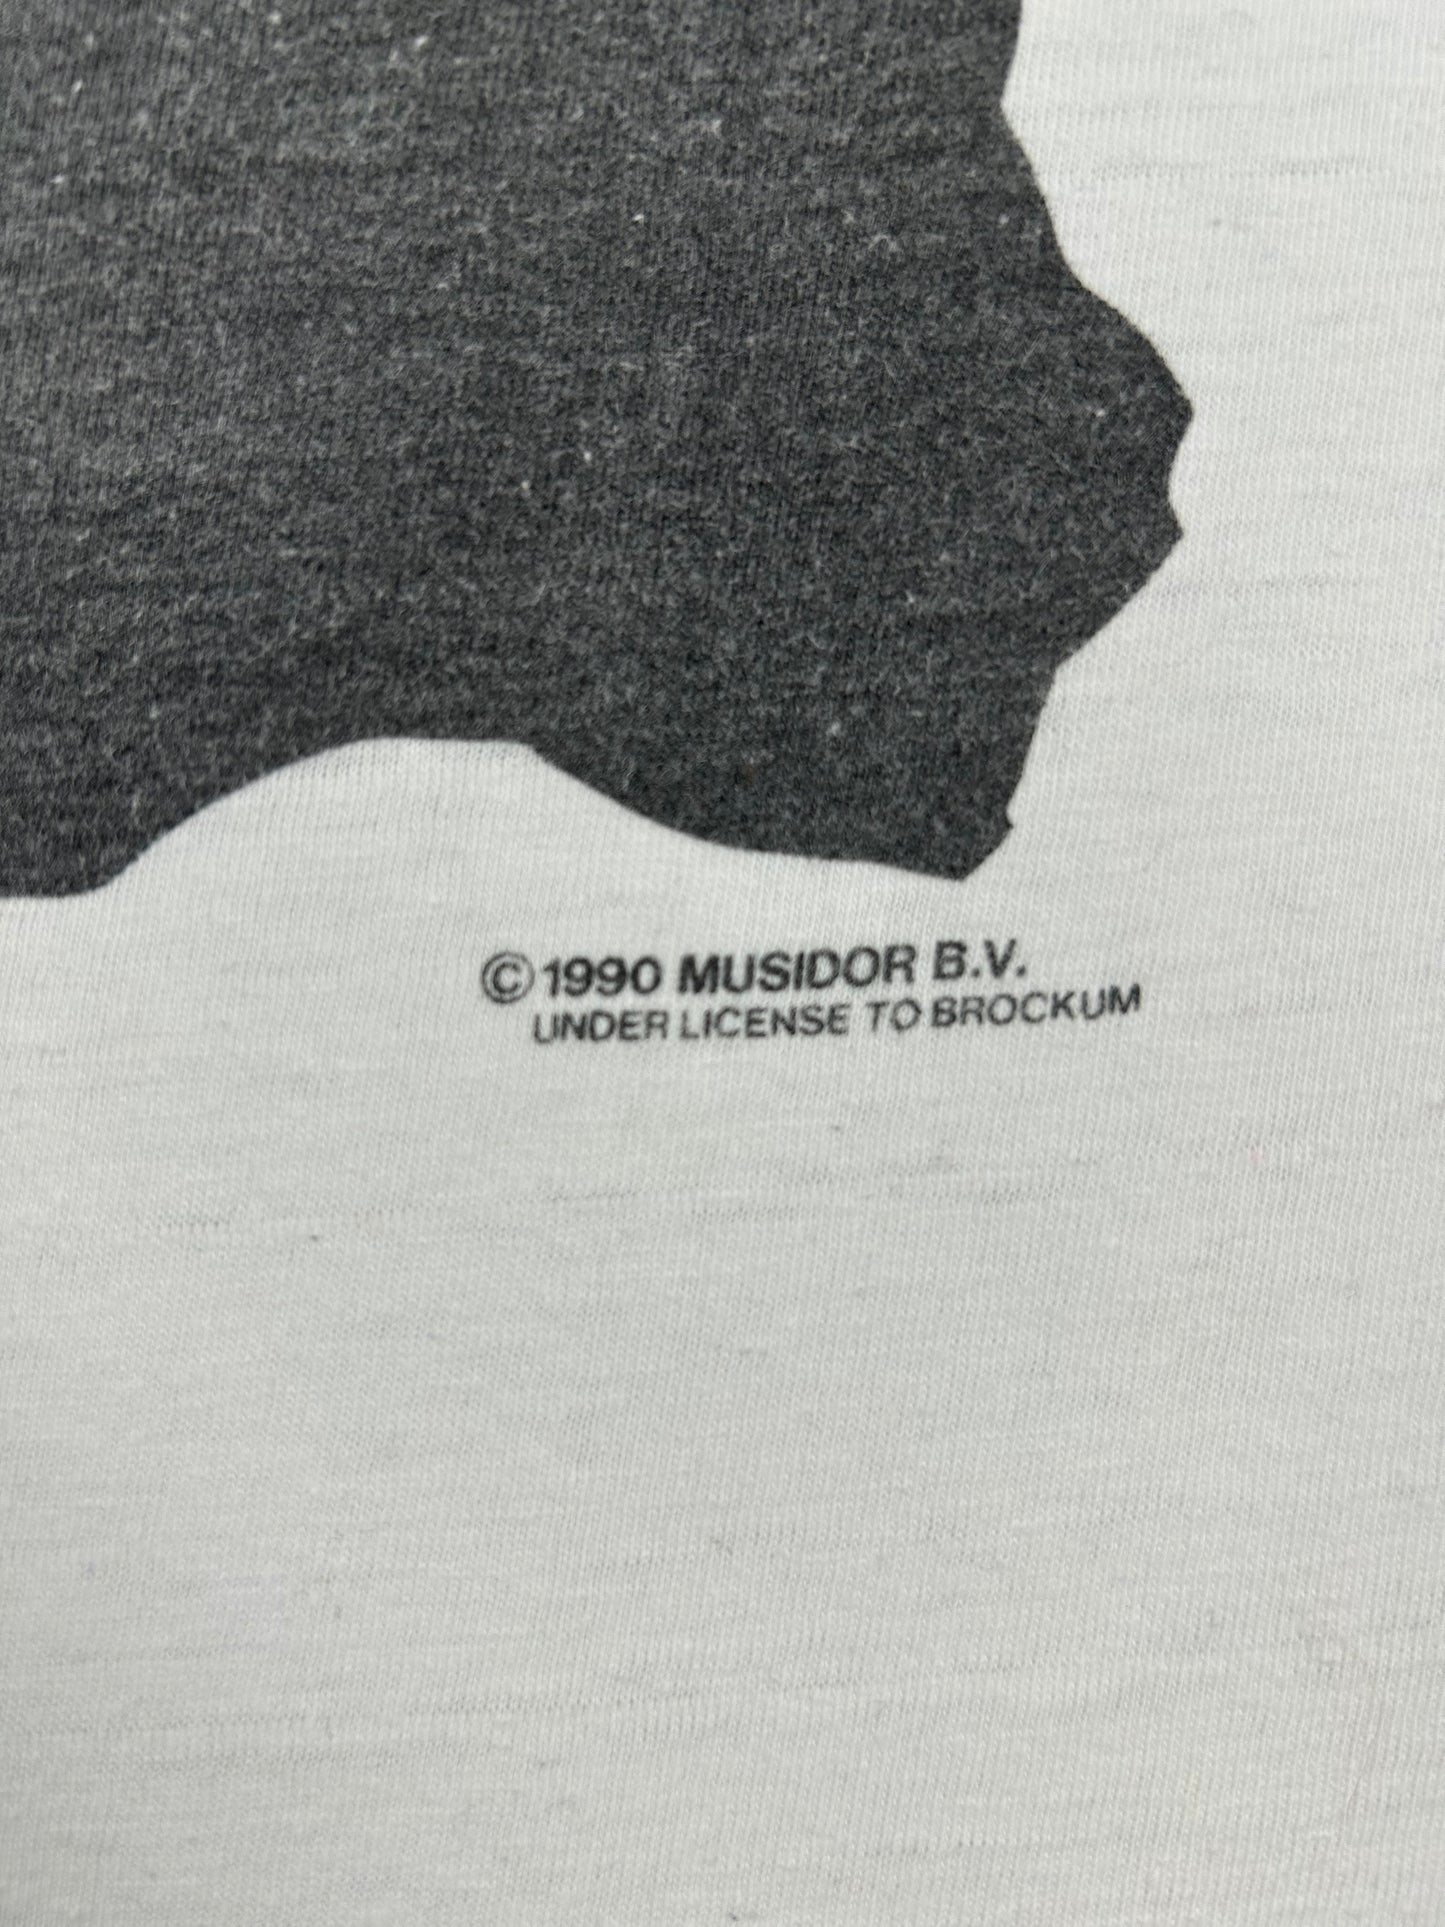 ©1990 MUSIDOR B.V.
UNDER LICENSE TO BROCKUM